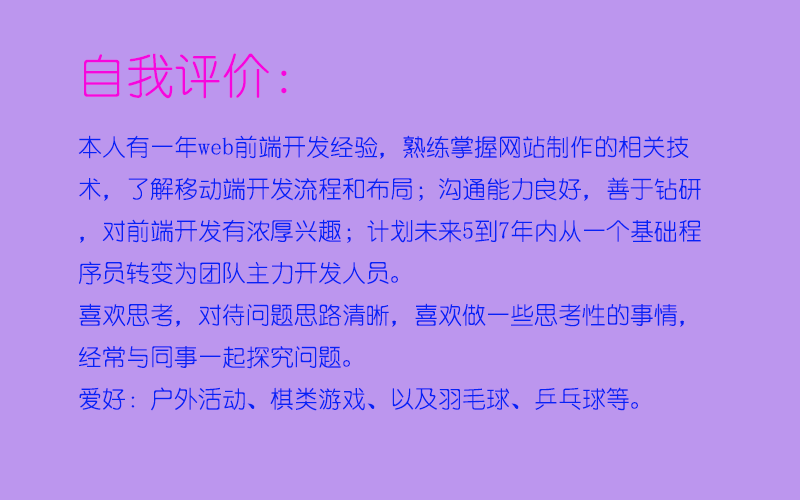 自我评价：
本人有一年web前端开发经验，熟练掌握网站制作的相关技
术，了解移动端开发流程和布局；沟通能力良好，善于钻研
，对前端开发有浓厚兴趣；计划未来5到7年内从一个基础程
序员转变为团队主力开发人员。
喜欢思考，对待问题思路清晰，喜欢做一些思考性的事情，
经常与同事一起探究问题。
爱好：户外活动、棋类游戏、以及羽毛球、乒乓球等。